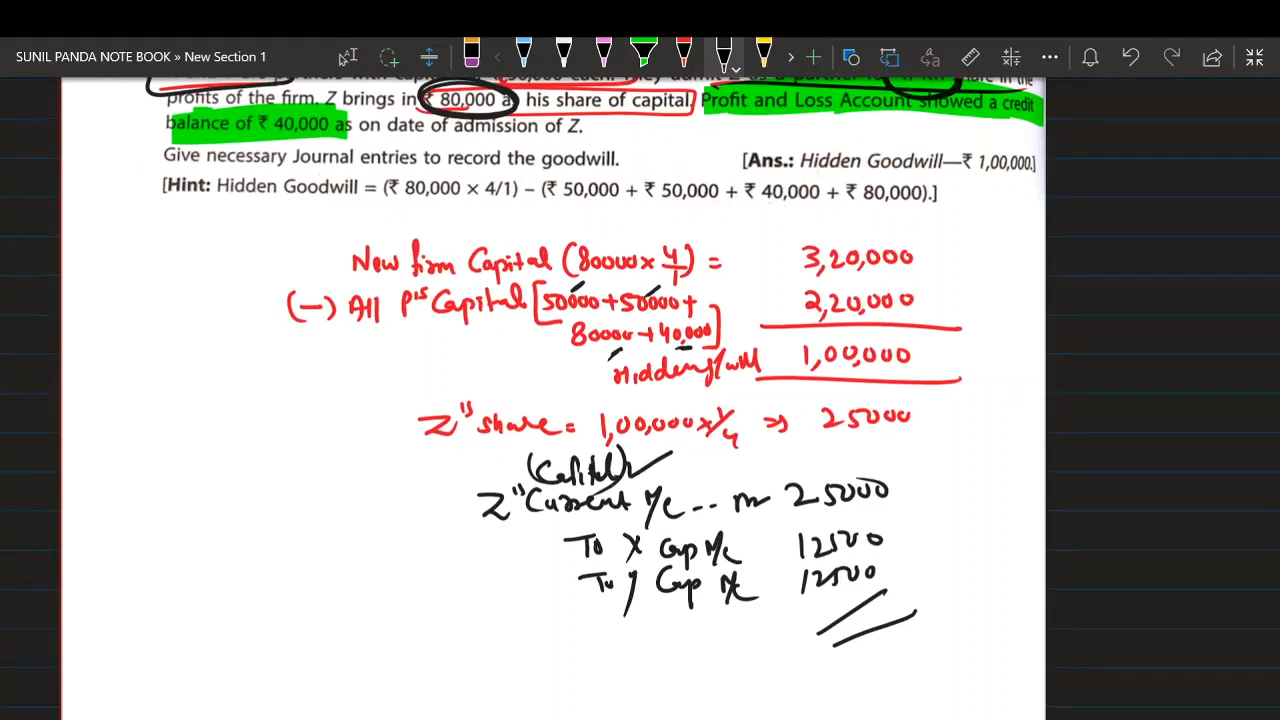 SUNIL PANDA NOTE BOOK » New Section 1
share in the
profits of the firm. Z brings in ₹ 80,000 as his share of capital. Profit and Loss Account showed a credit
balance of ₹ 40,000 as on date of admission of Z.
Give necessary Journal entries to record the goodwill. [Ans.: Hidden Goodwill—₹ 1,00,000.]
[Hint: Hidden Goodwill = (₹ 80,000 × 4/1) – (₹ 50,000 + ₹ 50,000 + ₹ 40,000 + ₹ 80,000).]
New firm Capital (80000 × 4/1) = 3,20,000
(–) All P's Capital [50000+50000+ 2,20,000
80000+40,000]
Hidden g/will 1,00,000
Z's share = 1,00,000 × 1/4 ⇒ 25000
(Capital)
Z's Current A/c ... Dr 25000
To X Cap A/c 12500
To Y Cap A/c 12500